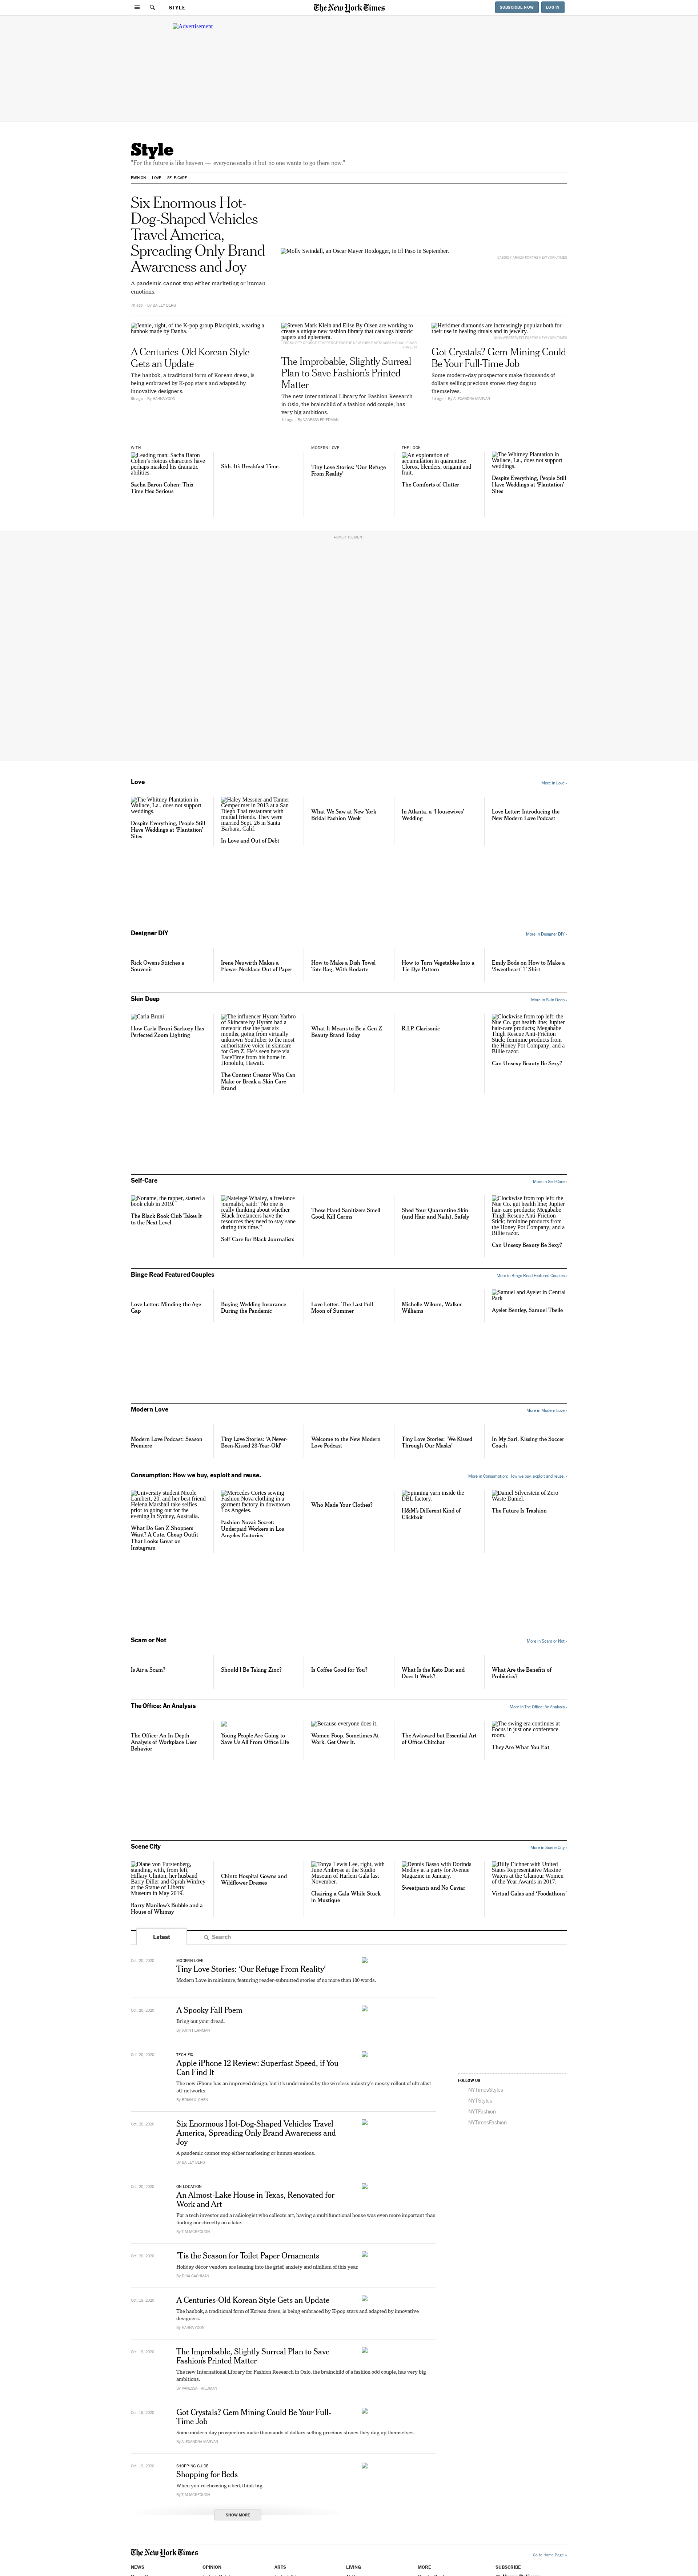 STYLE
The New York Times
SUBSCRIBE NOW
LOG IN
Advertisement
Style
"For the future is like heaven — everyone exalts it but no one wants to go there now."
FASHION
LOVE
SELF-CARE
Six Enormous Hot-
Dog-Shaped Vehicles
Travel America,
Spreading Only Brand
Awareness and Joy
A pandemic cannot stop either marketing or human
emotions.
By BAILEY BERG
Molly Swindall, an Oscar Mayer Hotdogger, in El Paso in September.
Jennie, right, of the K-pop group Blackpink, wearing a
hanbok made by Danha.
A Centuries-Old Korean Style
Gets an Update
The hanbok, a traditional form of Korean dress, is
being embraced by K-pop stars and adapted by
innovative designers.
By HAHNA YOON
Steven Mark Klein and Elise By Olsen are working to
create a unique new fashion library that catalogs historic
papers and ephemera.
The Improbable, Slightly Surreal
Plan to Save Fashion's Printed
Matter
The new International Library for Fashion Research
in Oslo, the brainchild of a fashion odd couple, has
very big ambitions.
By VANESSA FRIEDMAN
Herkimer diamonds are increasingly popular both for
their use in healing rituals and in jewelry.
Got Crystals? Gem Mining Could
Be Your Full-Time Job
Some modern-day prospectors make thousands of
dollars selling precious stones they dug up
themselves.
By ALEXANDRA MARVAR
WITH ...
Leading man: Sacha Baron
Cohen's riotous characters have
perhaps masked his dramatic
abilities.
Sacha Baron Cohen: This
Time He's Serious
Shh. It's Breakfast Time.
MODERN LOVE
Tiny Love Stories: 'Our Refuge
From Reality'
THE LOOK
An exploration of
accumulation in quarantine:
Clorox, blenders, origami and
fruit.
The Comforts of Clutter
The Whitney Plantation in
Wallace, La., does not support
weddings.
Despite Everything, People Still
Have Weddings at 'Plantation'
Sites
ADVERTISEMENT
Love
More in Love ›
The Whitney Plantation in
Wallace, La., does not support
weddings.
Despite Everything, People Still
Have Weddings at 'Plantation'
Sites
Haley Messner and Tanner
Cemper met in 2013 at a San
Diego Thai restaurant with
mutual friends. They were
married Sept. 26 in Santa
Barbara, Calif.
In Love and Out of Debt
What We Saw at New York
Bridal Fashion Week
In Atlanta, a 'Housewives'
Wedding
Love Letter: Introducing the
New Modern Love Podcast
Designer DIY
More in Designer DIY ›
Rick Owens Stitches a
Souvenir
Irene Neuwirth Makes a
Flower Necklace Out of Paper
How to Make a Dish Towel
Tote Bag, With Rodarte
How to Turn Vegetables Into a
Tie-Dye Pattern
Emily Bode on How to Make a
'Sweetheart' T-Shirt
Skin Deep
More in Skin Deep ›
Carla Bruni
How Carla Bruni-Sarkozy Has
Perfected Zoom Lighting
The influencer Hyram Yarbro
of Skincare by Hyram had a
meteoric rise the past six
months, going from virtually
unknown YouTuber to the most
authoritative voice in skincare
for Gen Z. He's seen here via
FaceTime from his home in
Honolulu, Hawaii.
The Content Creator Who Can
Make or Break a Skin Care
Brand
What It Means to Be a Gen Z
Beauty Brand Today
R.I.P. Clarisonic
Clockwise from top left: the
Nue Co. gut health line; Jupiter
hair-care products; Megababe
Thigh Rescue Anti-Friction
Stick; feminine products from
the Honey Pot Company; and a
Billie razor.
Can Unsexy Beauty Be Sexy?
Self-Care
More in Self-Care ›
Noname, the rapper, started a
book club in 2019.
The Black Book Club Takes It
to the Next Level
Natelegé Whaley, a freelance
journalist, said: "No one is
really thinking about whether
Black freelancers have the
resources they need to stay sane
during this time."
Self-Care for Black Journalists
These Hand Sanitizers Smell
Good, Kill Germs
Shed Your Quarantine Skin
(and Hair and Nails), Safely
Clockwise from top left: the
Nue Co. gut health line; Jupiter
hair-care products; Megababe
Thigh Rescue Anti-Friction
Stick; feminine products from
the Honey Pot Company; and a
Billie razor.
Can Unsexy Beauty Be Sexy?
Binge Read Featured Couples
More in Binge Read Featured Couples ›
Love Letter: Minding the Age
Gap
Buying Wedding Insurance
During the Pandemic
Love Letter: The Last Full
Moon of Summer
Michelle Wikum, Walker
Williams
Samuel and Ayelet in Central
Park
Ayelet Bentley, Samuel Theile
Modern Love
More in Modern Love ›
Modern Love Podcast: Season
Premiere
Tiny Love Stories: 'A Never-
Been-Kissed 23-Year-Old'
Welcome to the New Modern
Love Podcast
Tiny Love Stories: 'We Kissed
Through Our Masks'
In My Sari, Kissing the Soccer
Coach
Consumption: How we buy, exploit and reuse.
More in Consumption: How we buy, exploit and reuse. ›
University student Nicole
Lambert, 20, and her best friend
Helena Marshall take selfies
prior to going out for the
evening in Sydney, Australia.
What Do Gen Z Shoppers
Want? A Cute, Cheap Outfit
That Looks Great on
Instagram
Mercedes Cortes sewing
Fashion Nova clothing in a
garment factory in downtown
Los Angeles.
Fashion Nova's Secret:
Underpaid Workers in Los
Angeles Factories
Who Made Your Clothes?
Spinning yarn inside the
DBL factory.
H&M's Different Kind of
Clickbait
Daniel Silverstein of Zero
Waste Daniel.
The Future Is Trashion
Scam or Not
More in Scam or Not ›
Is Air a Scam?
Should I Be Taking Zinc?
Is Coffee Good for You?
What Is the Keto Diet and
Does It Work?
What Are the Benefits of
Probiotics?
The Office: An Analysis
More in The Office: An Analysis ›
The Office: An In-Depth
Analysis of Workplace User
Behavior
Young People Are Going to
Save Us All From Office Life
Because everyone does it.
Women Poop. Sometimes At
Work. Get Over It.
The Awkward but Essential Art
of Office Chitchat
The swing era continues at
Focus in just one conference
room.
They Are What You Eat
Scene City
More in Scene City ›
Diane von Furstenberg,
standing, with, from left,
Hillary Clinton, her husband
Barry Diller and Oprah Winfrey
at the Statue of Liberty
Museum in May 2019.
Barry Manilow's Bubble and a
House of Whimsy
Chintz Hospital Gowns and
Wildflower Dresses
Tonya Lewis Lee, right, with
June Ambrose at the Studio
Museum of Harlem Gala last
November.
Chairing a Gala While Stuck
in Mustique
Dennis Basso with Dorinda
Medley at a party for Avenue
Magazine in January.
Sweatpants and No Caviar
Billy Eichner with United
States Representative Maxine
Waters at the Glamour Women
of the Year Awards in 2017.
Virtual Galas and 'Foodathons'
Latest
Search
Oct. 20, 2020
MODERN LOVE
Tiny Love Stories: 'Our Refuge From Reality'
Modern Love in miniature, featuring reader-submitted stories of no more than 100 words.
Oct. 20, 2020
A Spooky Fall Poem
Bring out your dread.
By JOHN HERRMAN
Oct. 20, 2020
TECH FIX
Apple iPhone 12 Review: Superfast Speed, if You
Can Find It
The new iPhone has an improved design, but it's undermined by the wireless industry's messy rollout of ultrafast
5G networks.
By BRIAN X. CHEN
Oct. 20, 2020
Six Enormous Hot-Dog-Shaped Vehicles Travel
America, Spreading Only Brand Awareness and
Joy
A pandemic cannot stop either marketing or human emotions.
By BAILEY BERG
Oct. 20, 2020
ON LOCATION
An Almost-Lake House in Texas, Renovated for
Work and Art
For a tech investor and a radiologist who collects art, having a multifunctional house was even more important than
finding one directly on a lake.
By TIM MCKEOUGH
Oct. 20, 2020
'Tis the Season for Toilet Paper Ornaments
Holiday décor vendors are leaning into the grief, anxiety and nihilism of this year.
By SHIA GACHMAN
Oct. 19, 2020
A Centuries-Old Korean Style Gets an Update
The hanbok, a traditional form of Korean dress, is being embraced by K-pop stars and adapted by innovative
designers.
By HAHNA YOON
Oct. 19, 2020
The Improbable, Slightly Surreal Plan to Save
Fashion's Printed Matter
The new International Library for Fashion Research in Oslo, the brainchild of a fashion odd couple, has very big
ambitions.
By VANESSA FRIEDMAN
Oct. 19, 2020
Got Crystals? Gem Mining Could Be Your Full-
Time Job
Some modern-day prospectors make thousands of dollars selling precious stones they dug up themselves.
By ALEXANDRA MARVAR
Oct. 19, 2020
SHOPPING GUIDE
Shopping for Beds
When you're choosing a bed, think big.
By TIM MCKEOUGH
SHOW MORE
FOLLOW US
NYTimesStyles
NYTStyles
NYTFashion
NYTimesFashion
The New York Times
Go to Home Page »
NEWS
OPINION
ARTS
LIVING
MORE
SUBSCRIBE